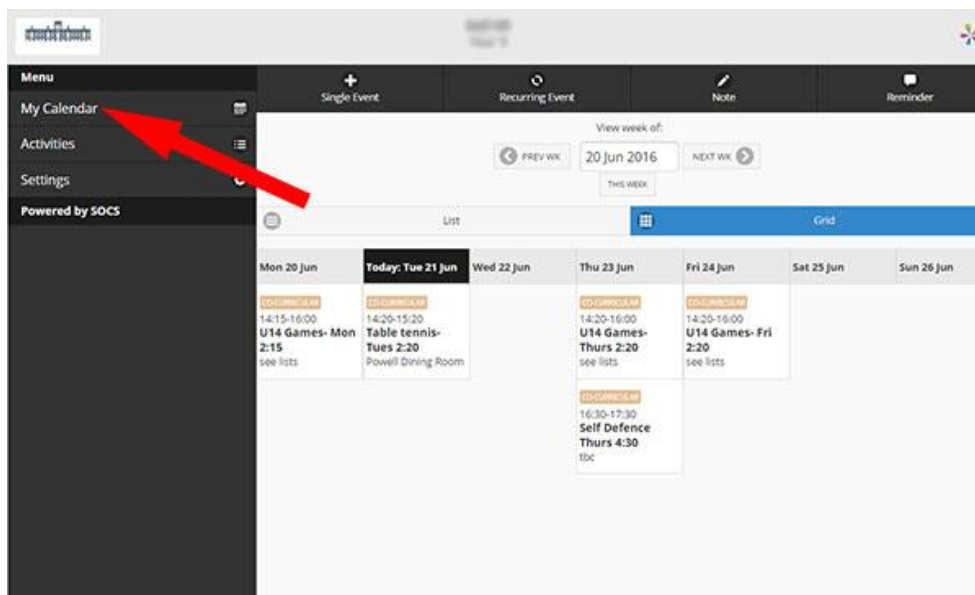 Menu
My Calendar
Activities
Settings
Powered by SOCS
Single Event
Recurring Event
Note
Reminder
View week of:
PREV WK
20 Jun 2016
NEXT WK
THIS WEEK
List
Grid
Mon 20 Jun
Today: Tue 21 Jun
Wed 22 Jun
Thu 23 Jun
Fri 24 Jun
Sat 25 Jun
Sun 26 Jun
CO-CURRICULAR
14:15-16:00
U14 Games- Mon
2:15
see lists
CO-CURRICULAR
14:20-15:20
Table tennis-
Tues 2:20
Powell Dining Room
CO-CURRICULAR
14:20-16:00
U14 Games-
Thurs 2:20
see lists
CO-CURRICULAR
16:30-17:30
Self Defence
Thurs 4:30
tbc
CO-CURRICULAR
14:20-16:00
U14 Games- Fri
2:20
see lists